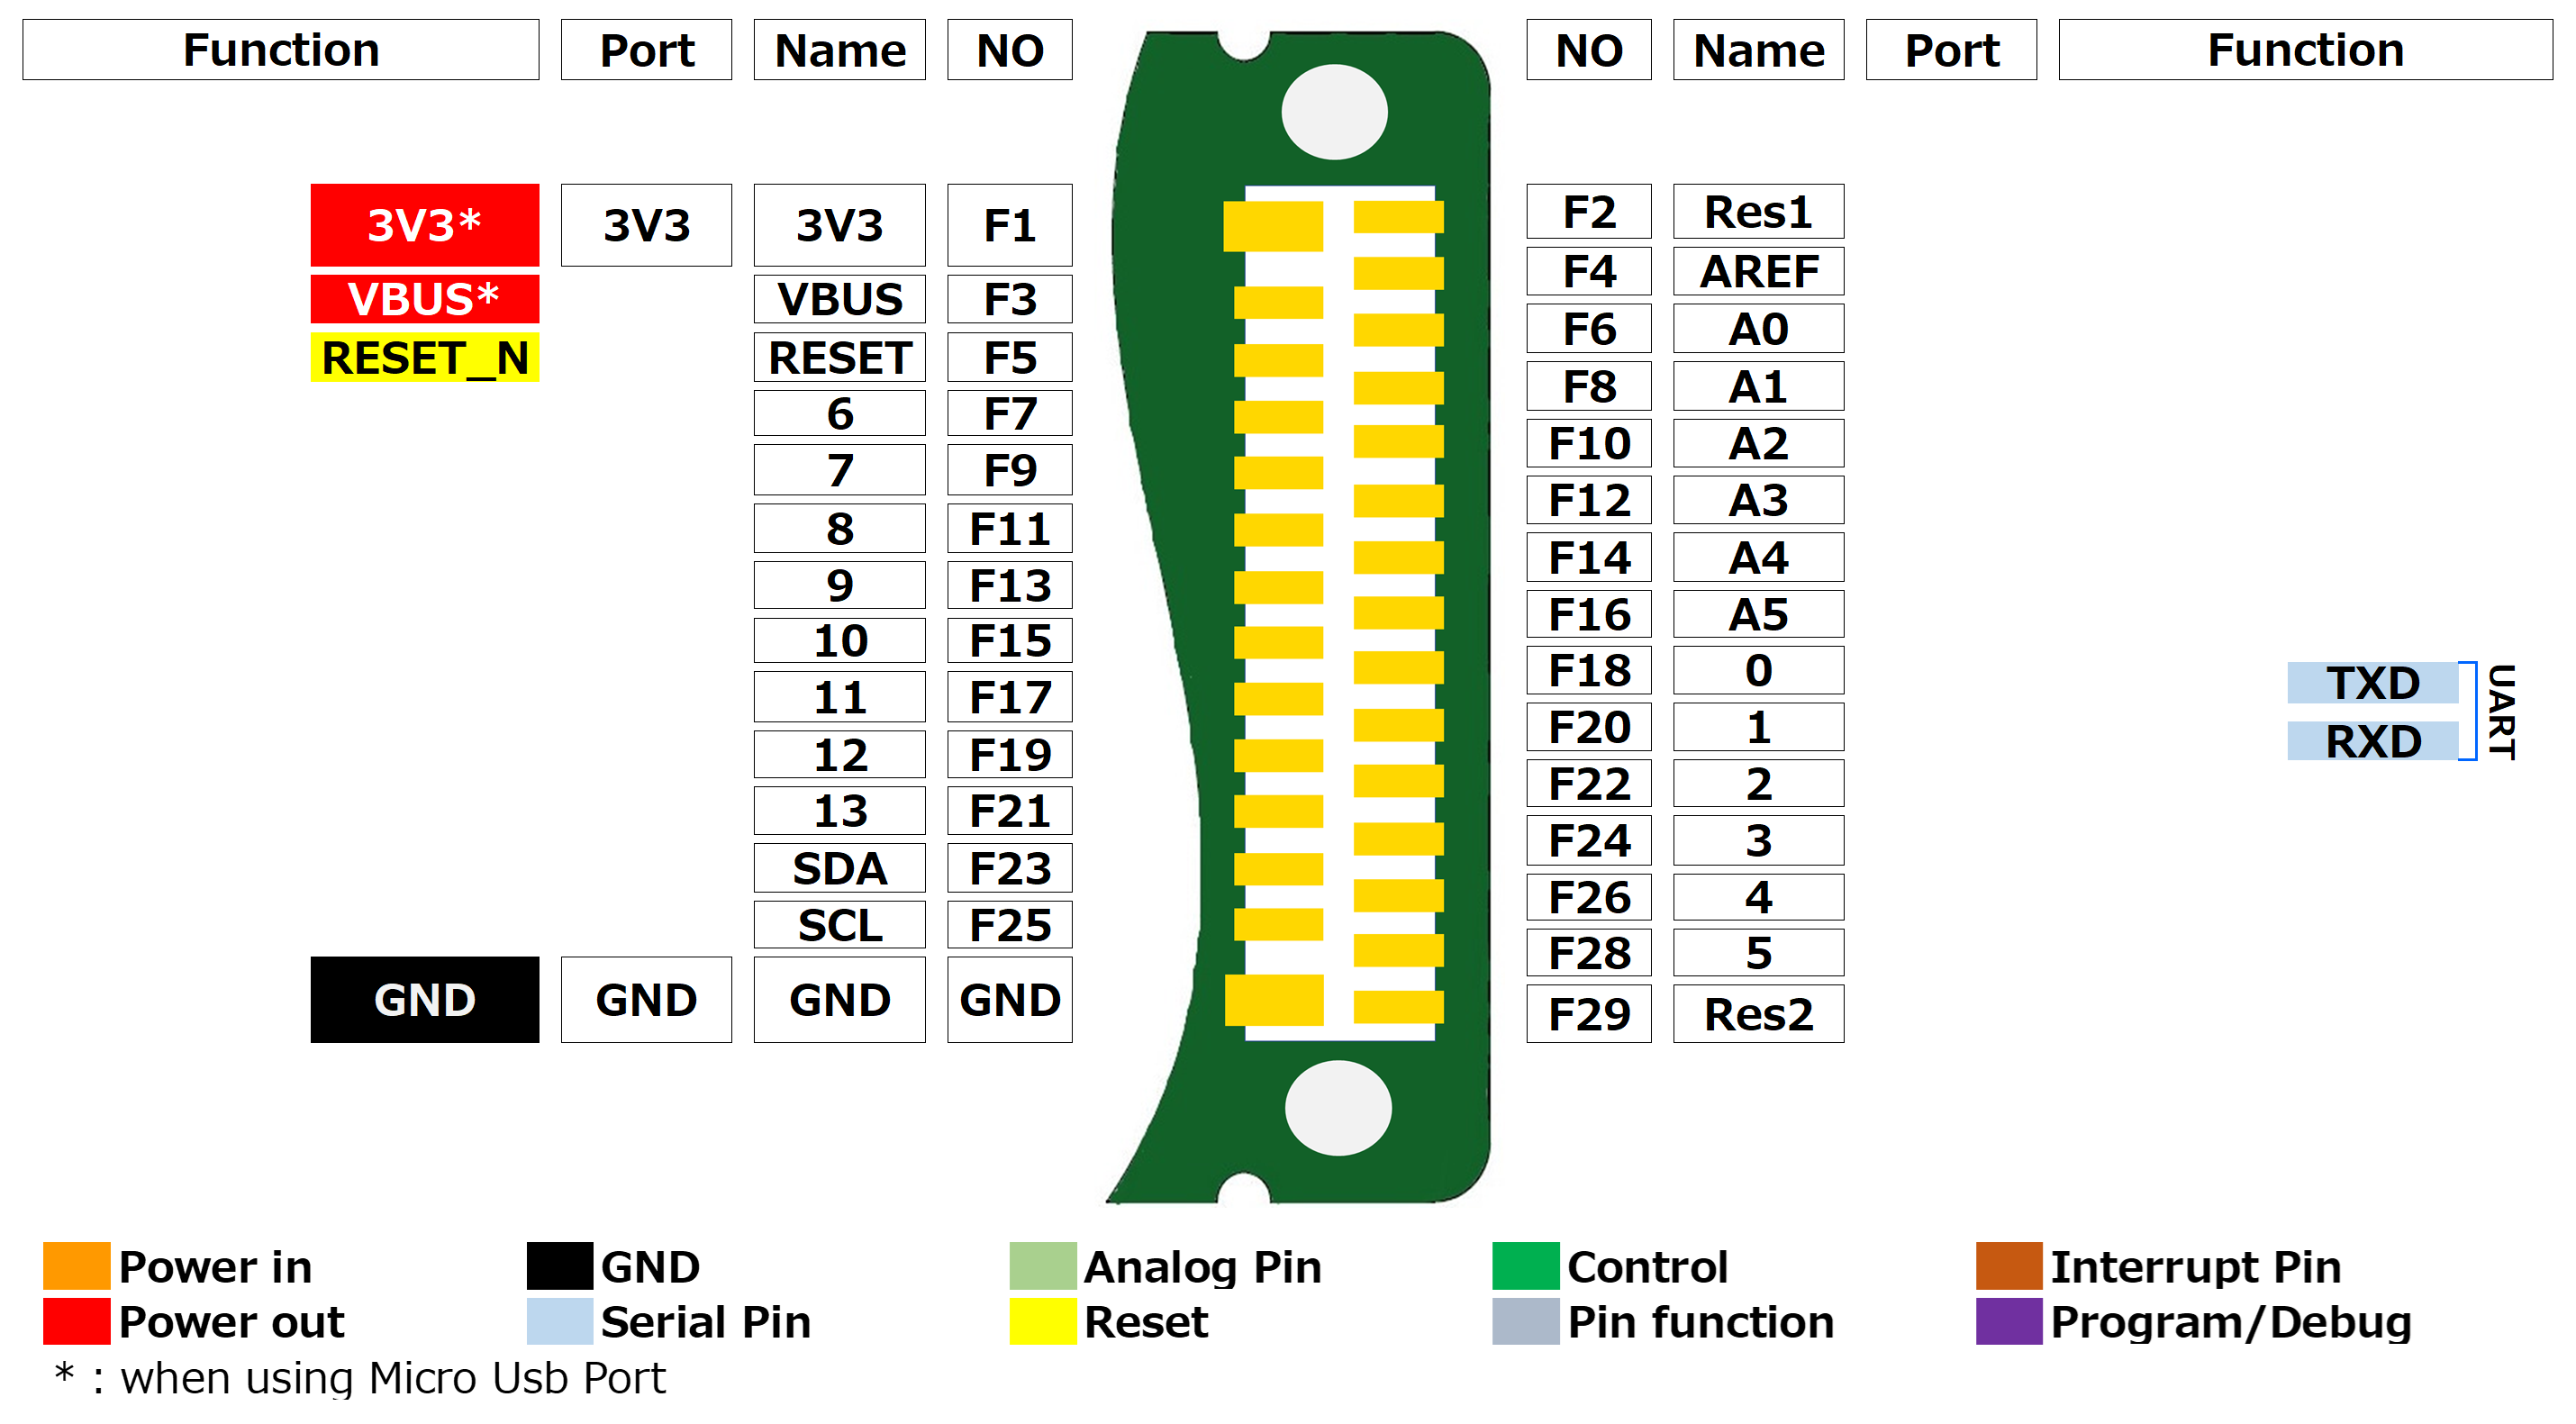 Function Port Name NO NO Name Port Function
3V3* 3V3 3V3 F1 F2 Res1
F4 AREF
VBUS* VBUS F3
F6 A0
RESET_N RESET F5
F8 A1
6 F7
F10 A2
7 F9
F12 A3
8 F11
F14 A4
9 F13
F16 A5
10 F15
F18 0 TXD
11 F17
F20 1 RXD
UART
12 F19
F22 2
13 F21
F24 3
SDA F23
F26 4
SCL F25
F28 5
GND GND GND GND
F29 Res2
Power in GND Analog Pin Control Interrupt Pin
Power out Serial Pin Reset Pin function Program/Debug
* : when using Micro Usb Port